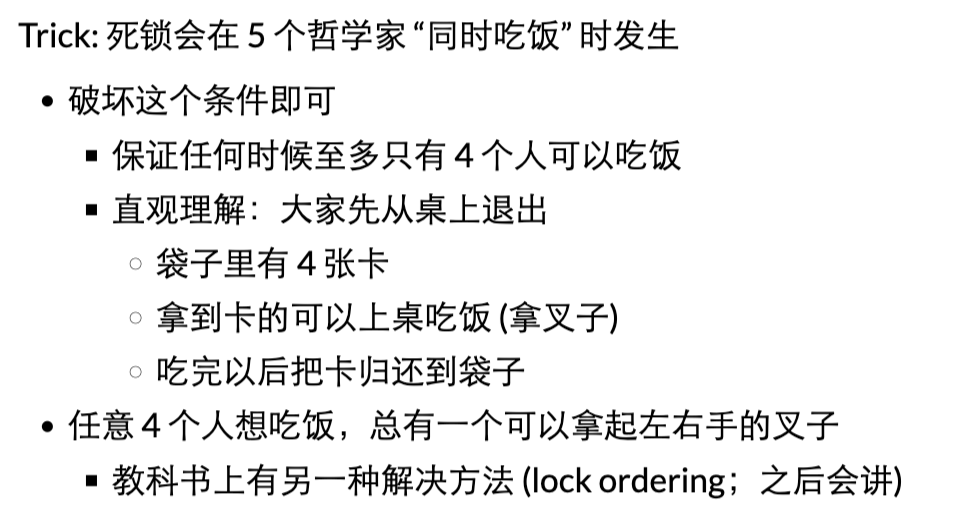 Trick: 死锁会在 5 个哲学家 “同时吃饭” 时发生
• 破坏这个条件即可
▪ 保证任何时候至多只有 4 个人可以吃饭
▪ 直观理解：大家先从桌上退出
◦ 袋子里有 4 张卡
◦ 拿到卡的可以上桌吃饭 (拿叉子)
◦ 吃完以后把卡归还到袋子
• 任意 4 个人想吃饭，总有一个可以拿起左右手的叉子
▪ 教科书上有另一种解决方法 (lock ordering；之后会讲)